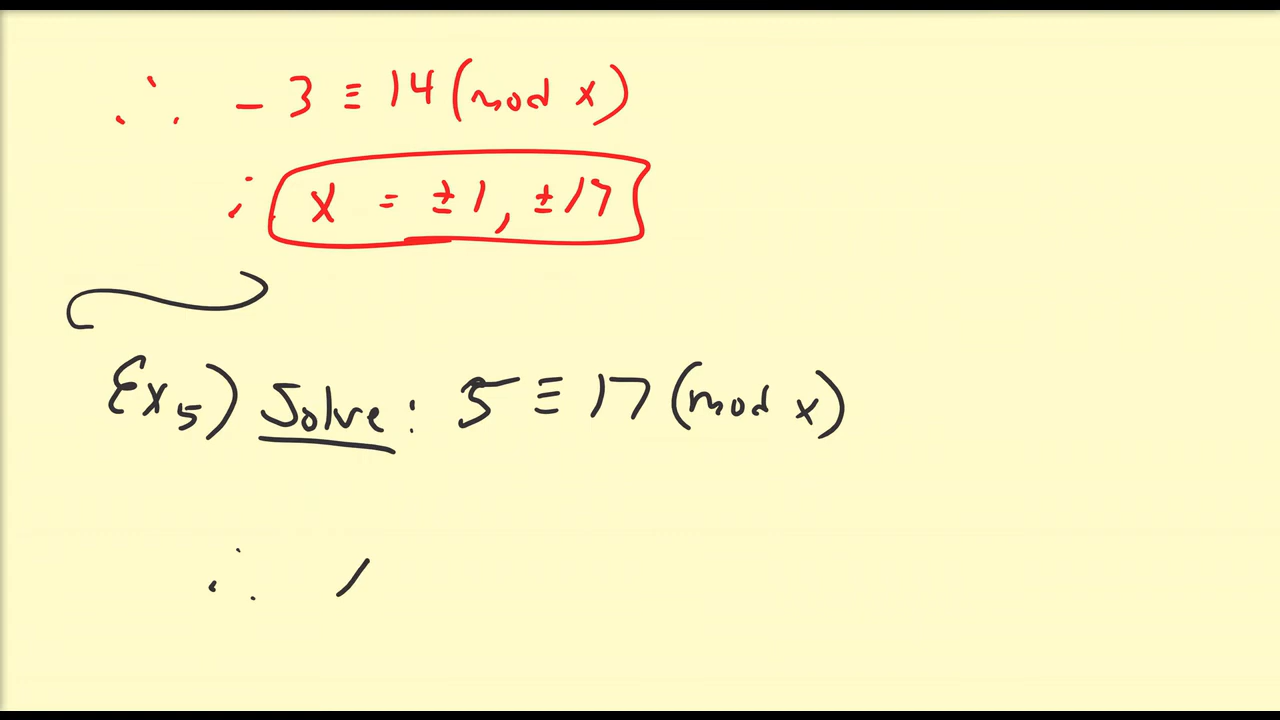 ∴ - 3 ≡ 14 (mod x)
∴ x = ±1, ±17
Ex5) Solve: 5 ≡ 17 (mod x)
∴